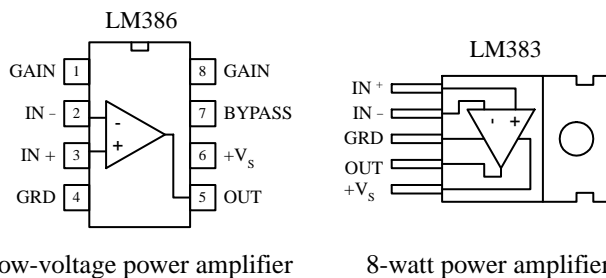 LM386
GAIN 1 8 GAIN
IN - 2 7 BYPASS
IN + 3 6 +VS
GRD 4 5 OUT
- +
ow-voltage power amplifier
LM383
IN +
IN -
GRD
OUT
+VS
- +
8-watt power amplifier